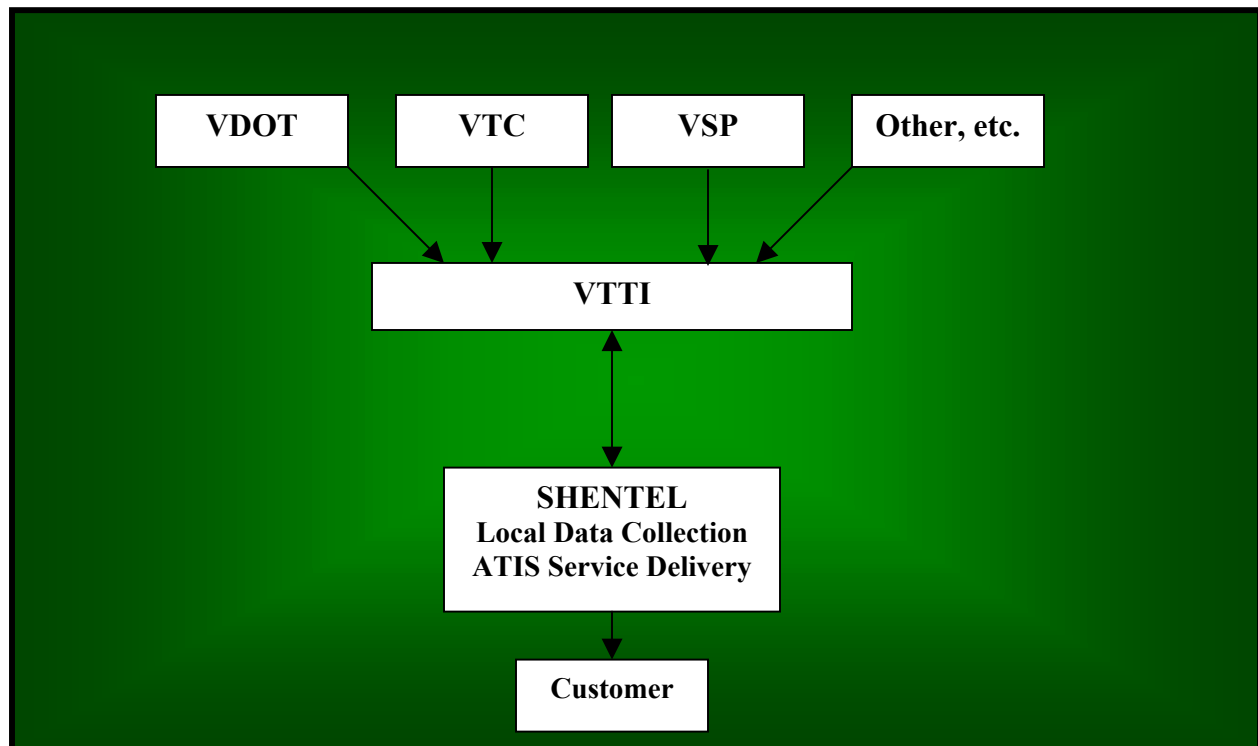 VDOT
VTC
VSP
Other, etc.
VTTI
SHENTEL
Local Data Collection
ATIS Service Delivery
Customer